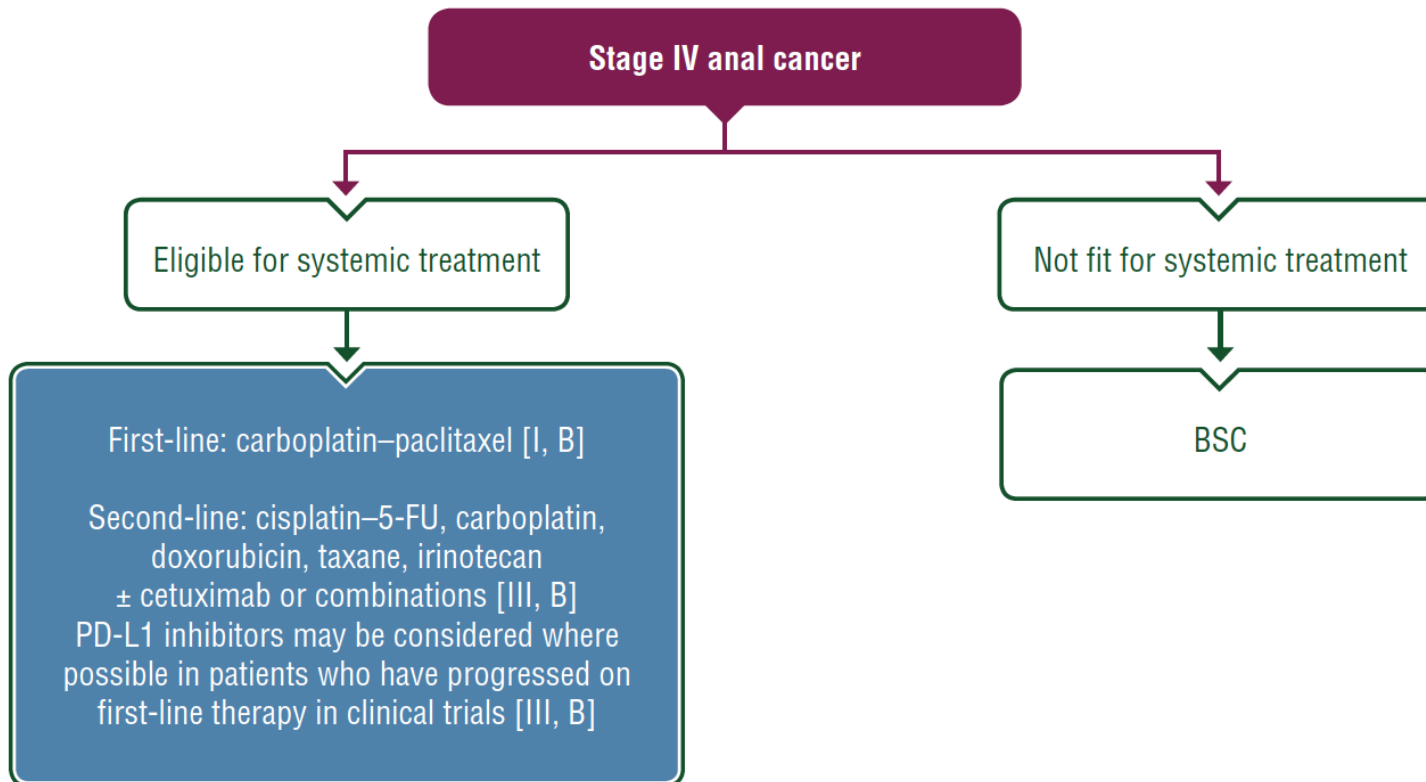 Stage IV anal cancer
Eligible for systemic treatment
Not fit for systemic treatment
First-line: carboplatin–paclitaxel [I, B]
Second-line: cisplatin–5-FU, carboplatin,
doxorubicin, taxane, irinotecan
± cetuximab or combinations [III, B]
PD-L1 inhibitors may be considered where
possible in patients who have progressed on
first-line therapy in clinical trials [III, B]
BSC